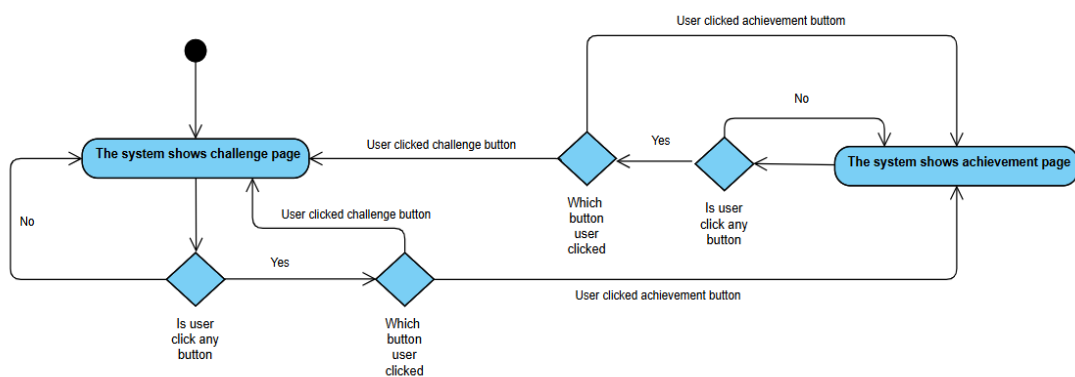 User clicked achievement buttom
No
The system shows challenge page
User clicked challenge button
Yes
The system shows achievement page
Which
button
user
clicked
Is user
click any
button
No
User clicked challenge button
Yes
User clicked achievement button
Is user
click any
button
Which
button
user
clicked